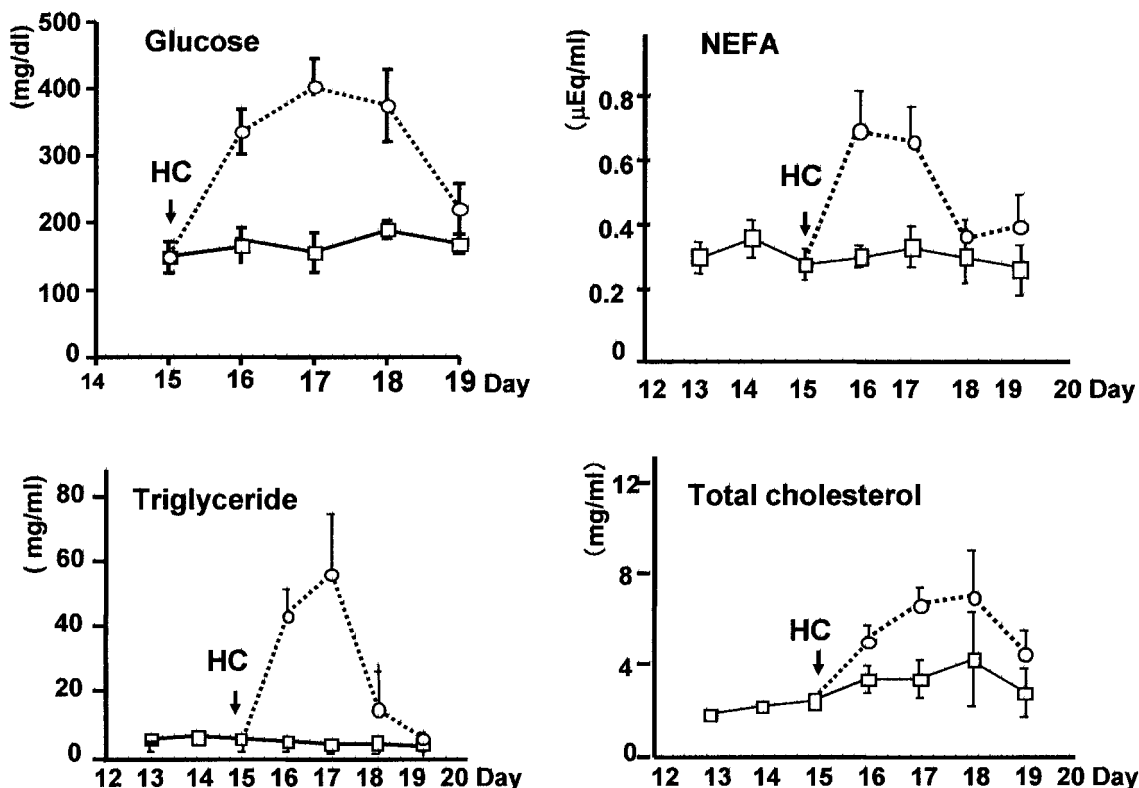 Glucose
(mg/dl)
500
400
300
200
100
0
HC
14 15 16 17 18 19 Day
NEFA
(μEq/ml)
0.8
0.6
0.4
0.2
0
HC
12 13 14 15 16 17 18 19 20 Day
Triglyceride
( mg/ml)
80
60
40
20
0
HC
12 13 14 15 16 17 18 19 20 Day
Total cholesterol
(mg/ml)
12
8
4
0
HC
12 13 14 15 16 17 18 19 20 Day